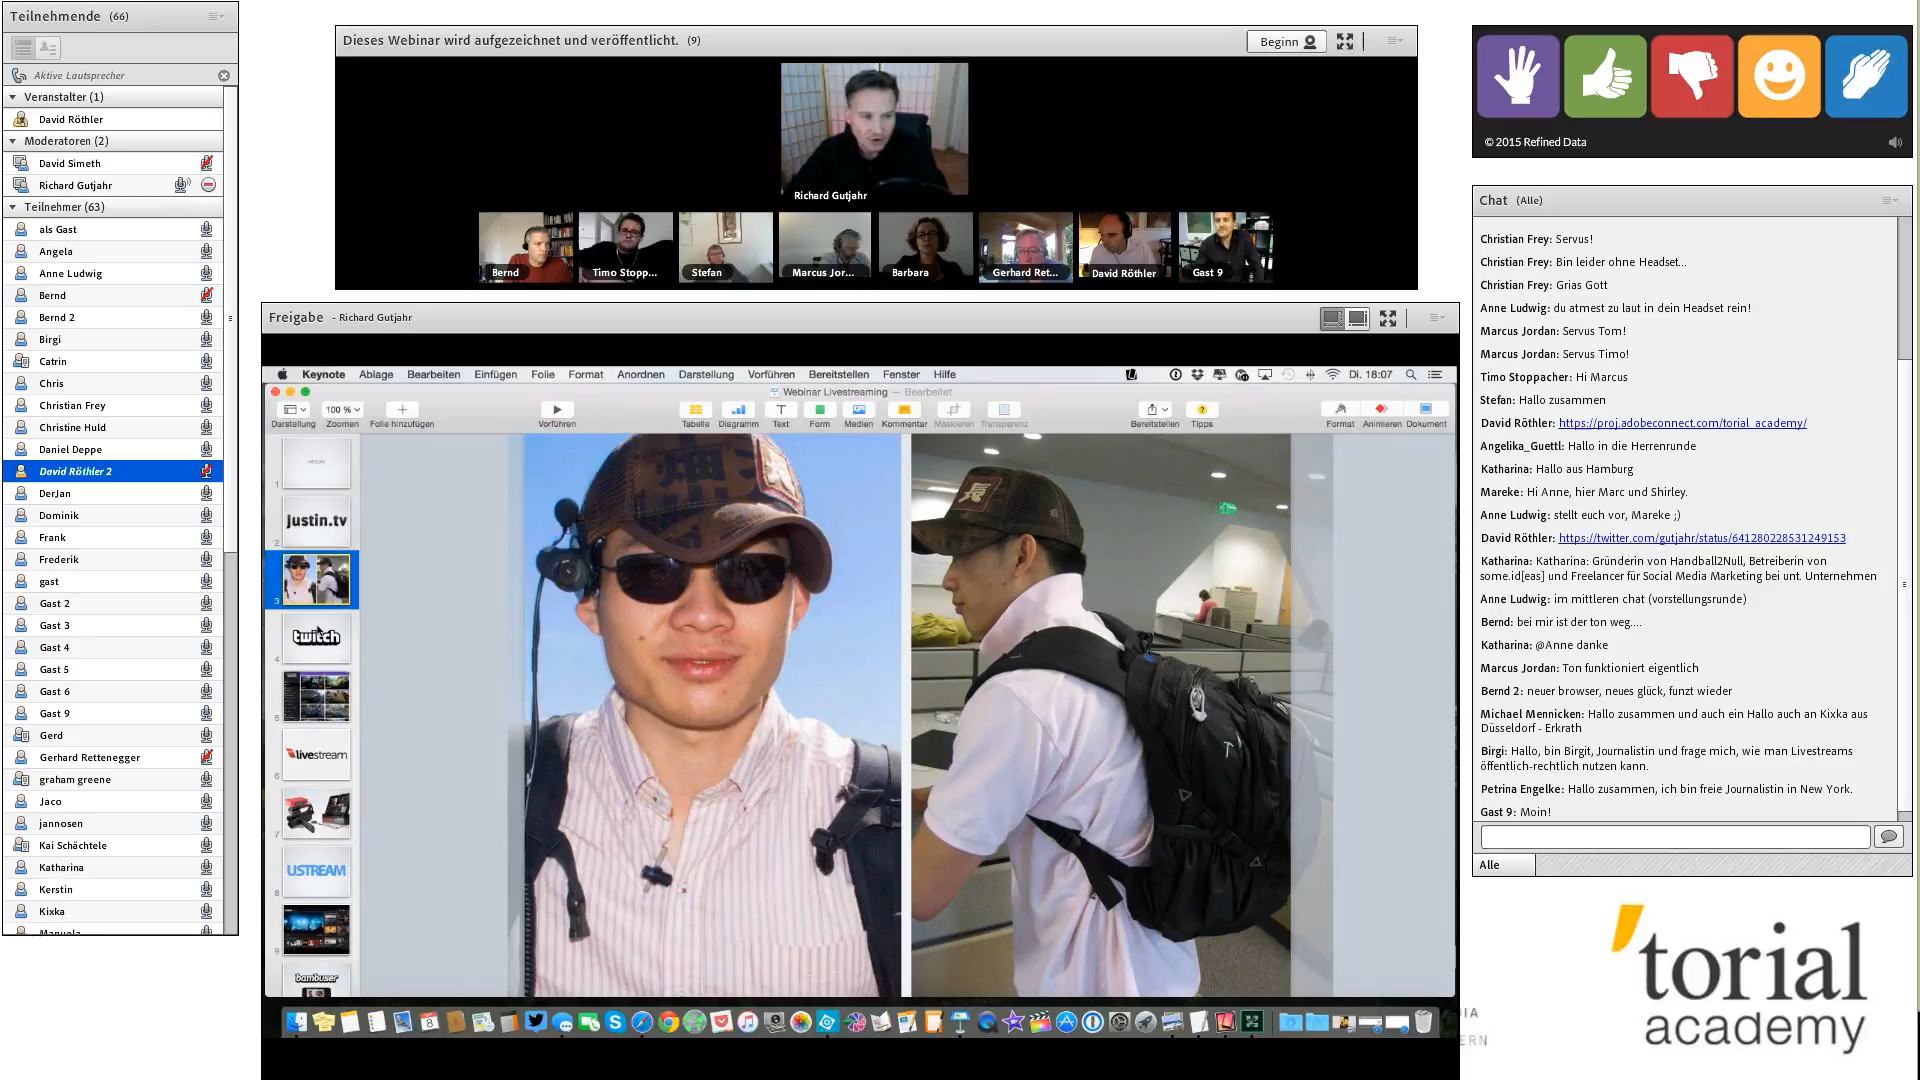 Teilnehmende (66)
Aktive Lautsprecher
Veranstalter (1)
David Röthler
Moderatoren (2)
David Simeth
Richard Gutjahr
Teilnehmer (63)
als Gast
Angela
Anne Ludwig
Bernd
Bernd 2
Birgi
Catrin
Chris
Christian Frey
Christine Huld
Daniel Deppe
David Röthler 2
DerJan
Dominik
Frank
Frederik
gast
Gast 2
Gast 3
Gast 4
Gast 5
Gast 6
Gast 9
Gerd
Gerhard Rettenegger
graham greene
Jaco
jannosen
Kai Schächtele
Katharina
Kerstin
Kixka
Manuela
Dieses Webinar wird aufgezeichnet und veröffentlicht. (9)
Beginn
Richard Gutjahr
Bernd
Timo Stopp...
Stefan
Marcus Jor...
Barbara
Gerhard Ret...
David Röthler
Gast 9
Freigabe - Richard Gutjahr
Keynote Ablage Bearbeiten Einfügen Folie Format Anordnen Darstellung Vorführen Bereitstellen Fenster Hilfe Di. 18:07
Webinar Livestreaming — Bearbeitet
100 %
Darstellung Zoomen Folie hinzufügen Vorführen Tabelle Diagramm Text Form Medien Kommentar Maskieren Transparenz Bereitstellen Tipps Format Animieren Dokument
HISTORY
1
Justin.tv
2
3
twitch
4
5
livestream
6
7
USTREAM
8
9
bambuser
© 2015 Refined Data
Chat (Alle)
Christian Frey: Servus!
Christian Frey: Bin leider ohne Headset...
Christian Frey: Grias Gott
Anne Ludwig: du atmest zu laut in dein Headset rein!
Marcus Jordan: Servus Tom!
Marcus Jordan: Servus Timo!
Timo Stoppacher: Hi Marcus
Stefan: Hallo zusammen
David Röthler: https://proj.adobeconnect.com/torial_academy/
Angelika_Guettl: Hallo in die Herrenrunde
Katharina: Hallo aus Hamburg
Mareke: Hi Anne, hier Marc und Shirley.
Anne Ludwig: stellt euch vor, Mareke ;)
David Röthler: https://twitter.com/gutjahr/status/641280228531249153
Katharina: Katharina: Gründerin von Handball2Null, Betreiberin von
some.id[eas] und Freelancer für Social Media Marketing bei unt. Unternehmen
Anne Ludwig: im mittleren chat (vorstellungsrunde)
Bernd: bei mir ist der ton weg....
Katharina: @Anne danke
Marcus Jordan: Ton funktioniert eigentlich
Bernd 2: neuer browser, neues glück, funzt wieder
Michael Mennicken: Hallo zusammen und auch ein Hallo auch an Kixka aus
Düsseldorf - Erkrath
Birgi: Hallo, bin Birgit, Journalistin und frage mich, wie man Livestreams
öffentlich-rechtlich nutzen kann.
Petrina Engelke: Hallo zusammen, ich bin freie Journalistin in New York.
Gast 9: Moin!
Alle
torial
academy
DIA
ERN